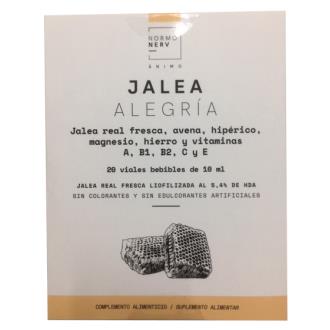 NORMO
NERV
ÁNIMO
JALEA
ALEGRÍA
Jalea real fresca, avena, hipérico,
magnesio, hierro y vitaminas
A, B1, B2, C y E
20 viales bebibles de 10 ml
JALEA REAL FRESCA LIOFILIZADA AL 5,4% DE HDA
SIN COLORANTES Y SIN EDULCORANTES ARTIFICIALES
COMPLEMENTO ALIMENTICIO / SUPLEMENTO ALIMENTAR